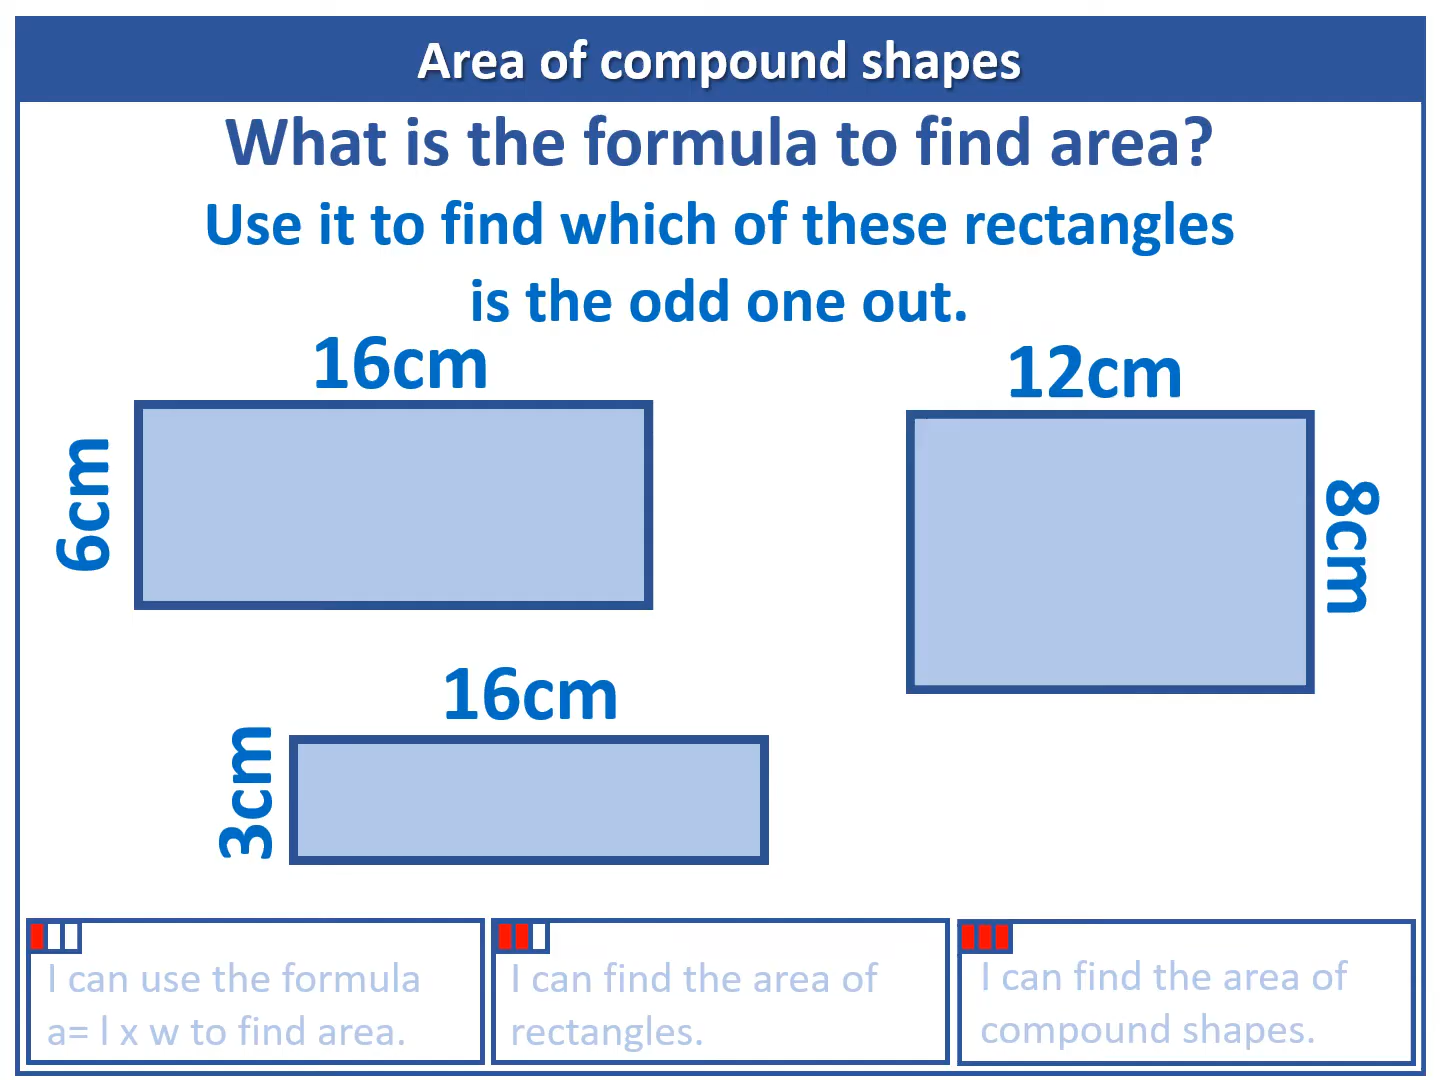 Area of compound shapes
What is the formula to find area?
Use it to find which of these rectangles
is the odd one out.
16cm
6cm
12cm
8cm
16cm
3cm
I can use the formula
a= l x w to find area.
I can find the area of
rectangles.
I can find the area of
compound shapes.